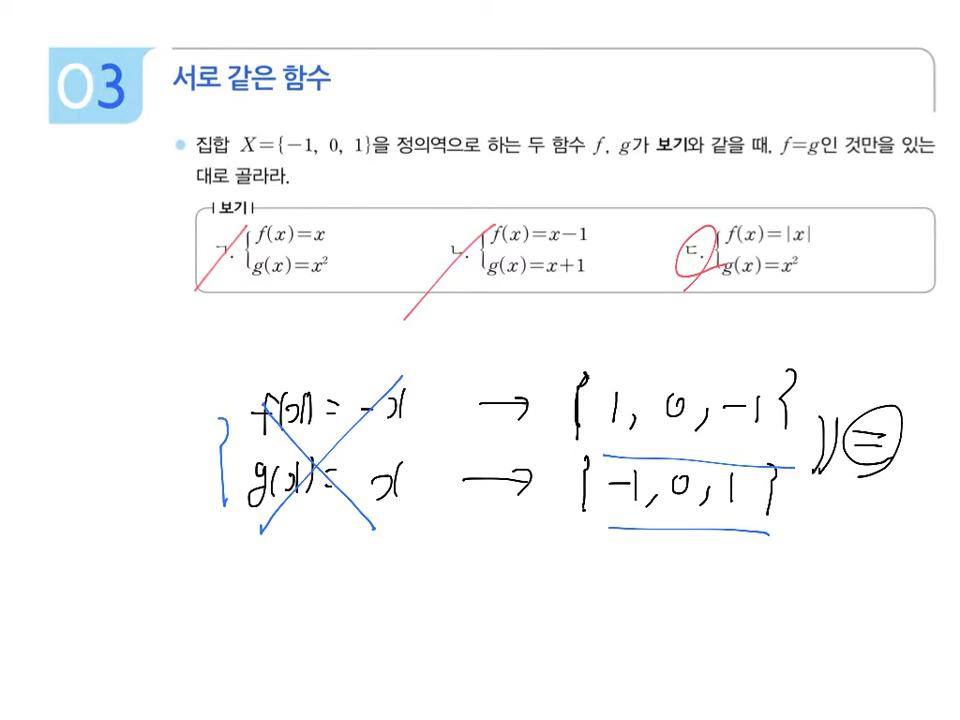 03 서로 같은 함수
집합 X={-1, 0, 1}을 정의역으로 하는 두 함수 f, g가 보기와 같을 때, f=g인 것만을 있는
대로 골라라.
보기
ㄱ. { f(x)=x ㄴ. { f(x)=x-1 ㄷ. { f(x)=|x|
g(x)=x² g(x)=x+1 g(x)=x²
f(x) = -x → { 1, 0, -1 }
=
g(x) = x → { -1, 0, 1 }